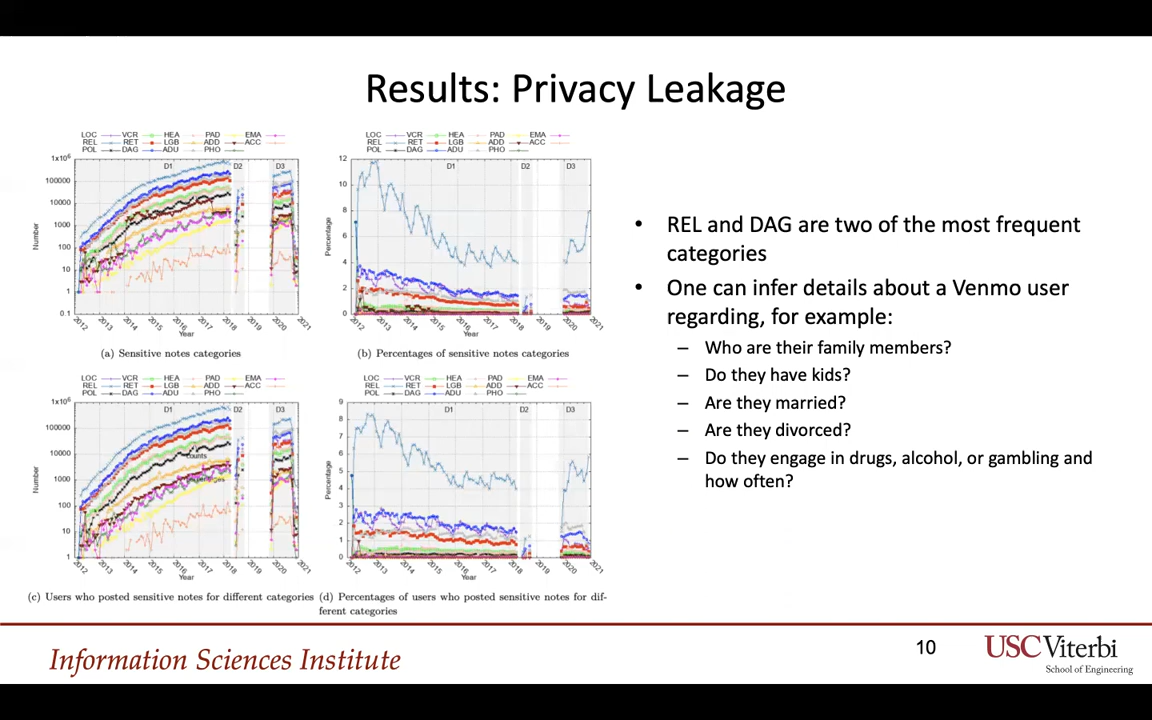 Results: Privacy Leakage
LOC VCR HEA PAD EMA
REL RET LGB ADD ACC
POL DAG ADU PHO
1x10^6
100000
10000
1000
100
10
1
0.1
Number
D1 D2 D3
2012 2013 2014 2015 2016 2017 2018 2019 2020 2021
Year
(a) Sensitive notes categories
LOC VCR HEA PAD EMA
REL RET LGB ADD ACC
POL DAG ADU PHO
12
10
8
6
4
2
0
Percentage
D1 D2 D3
2012 2013 2014 2015 2016 2017 2018 2019 2020 2021
Year
(b) Percentages of sensitive notes categories
LOC VCR HEA PAD EMA
REL RET LGB ADD ACC
POL DAG ADU PHO
1x10^6
100000
10000
1000
100
10
1
Number
D1 D2 D3
2012 2013 2014 2015 2016 2017 2018 2019 2020 2021
Year
(c) Users who posted sensitive notes for different categories
LOC VCR HEA PAD EMA
REL RET LGB ADD ACC
POL DAG ADU PHO
9
8
7
6
5
4
3
2
1
0
Percentage
D1 D2 D3
2012 2013 2014 2015 2016 2017 2018 2019 2020 2021
Year
(d) Percentages of users who posted sensitive notes for dif-
ferent categories
• REL and DAG are two of the most frequent
categories
• One can infer details about a Venmo user
regarding, for example:
– Who are their family members?
– Do they have kids?
– Are they married?
– Are they divorced?
– Do they engage in drugs, alcohol, or gambling and
how often?
Information Sciences Institute
10
USC Viterbi
School of Engineering